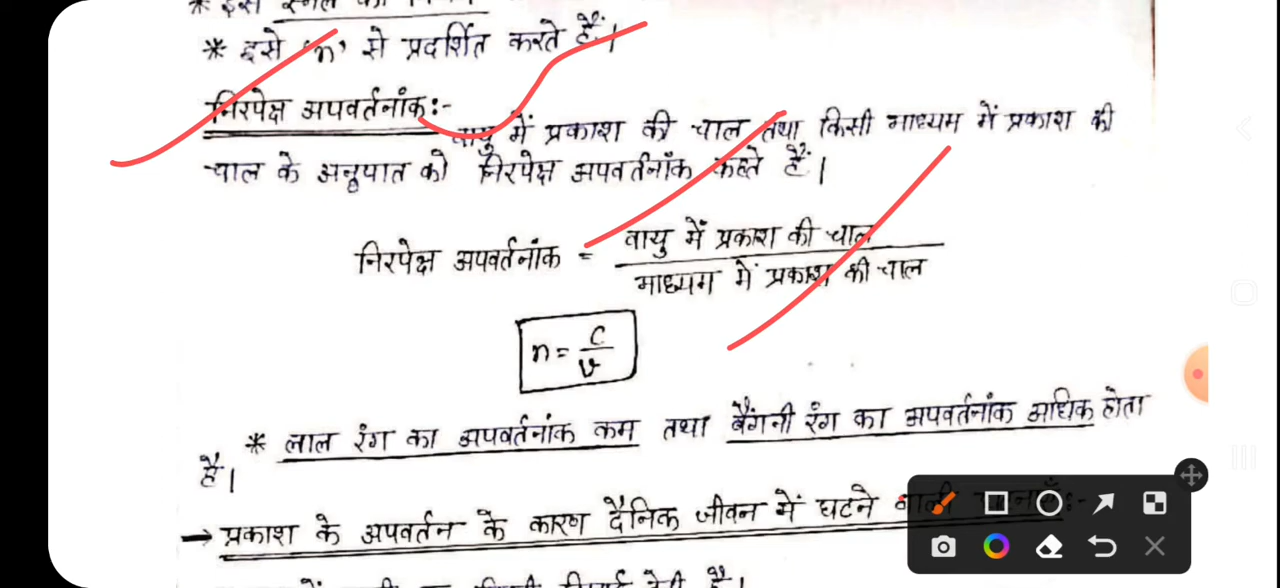 * इसे
* इसे 'n' से प्रदर्शित करते हैं।
निरपेक्ष अपवर्तनांक:-
वायु में प्रकाश की चाल तथा किसी माध्यम में प्रकाश की
चाल के अनुपात को निरपेक्ष अपवर्तनांक कहते हैं।
निरपेक्ष अपवर्तनांक = वायु में प्रकाश की चाल
माध्यम में प्रकाश की चाल
n = c/v
* लाल रंग का अपवर्तनांक कम तथा बैंगनी रंग का अपवर्तनांक अधिक होता
है।
→ प्रकाश के अपवर्तन के कारण दैनिक जीवन में घटने वाली :-
है।